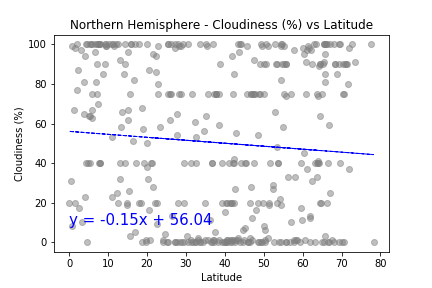 Northern Hemisphere - Cloudiness (%) vs Latitude
100
80
60
40
20
0
Cloudiness (%)
y = -0.15x + 56.04
0 10 20 30 40 50 60 70 80
Latitude